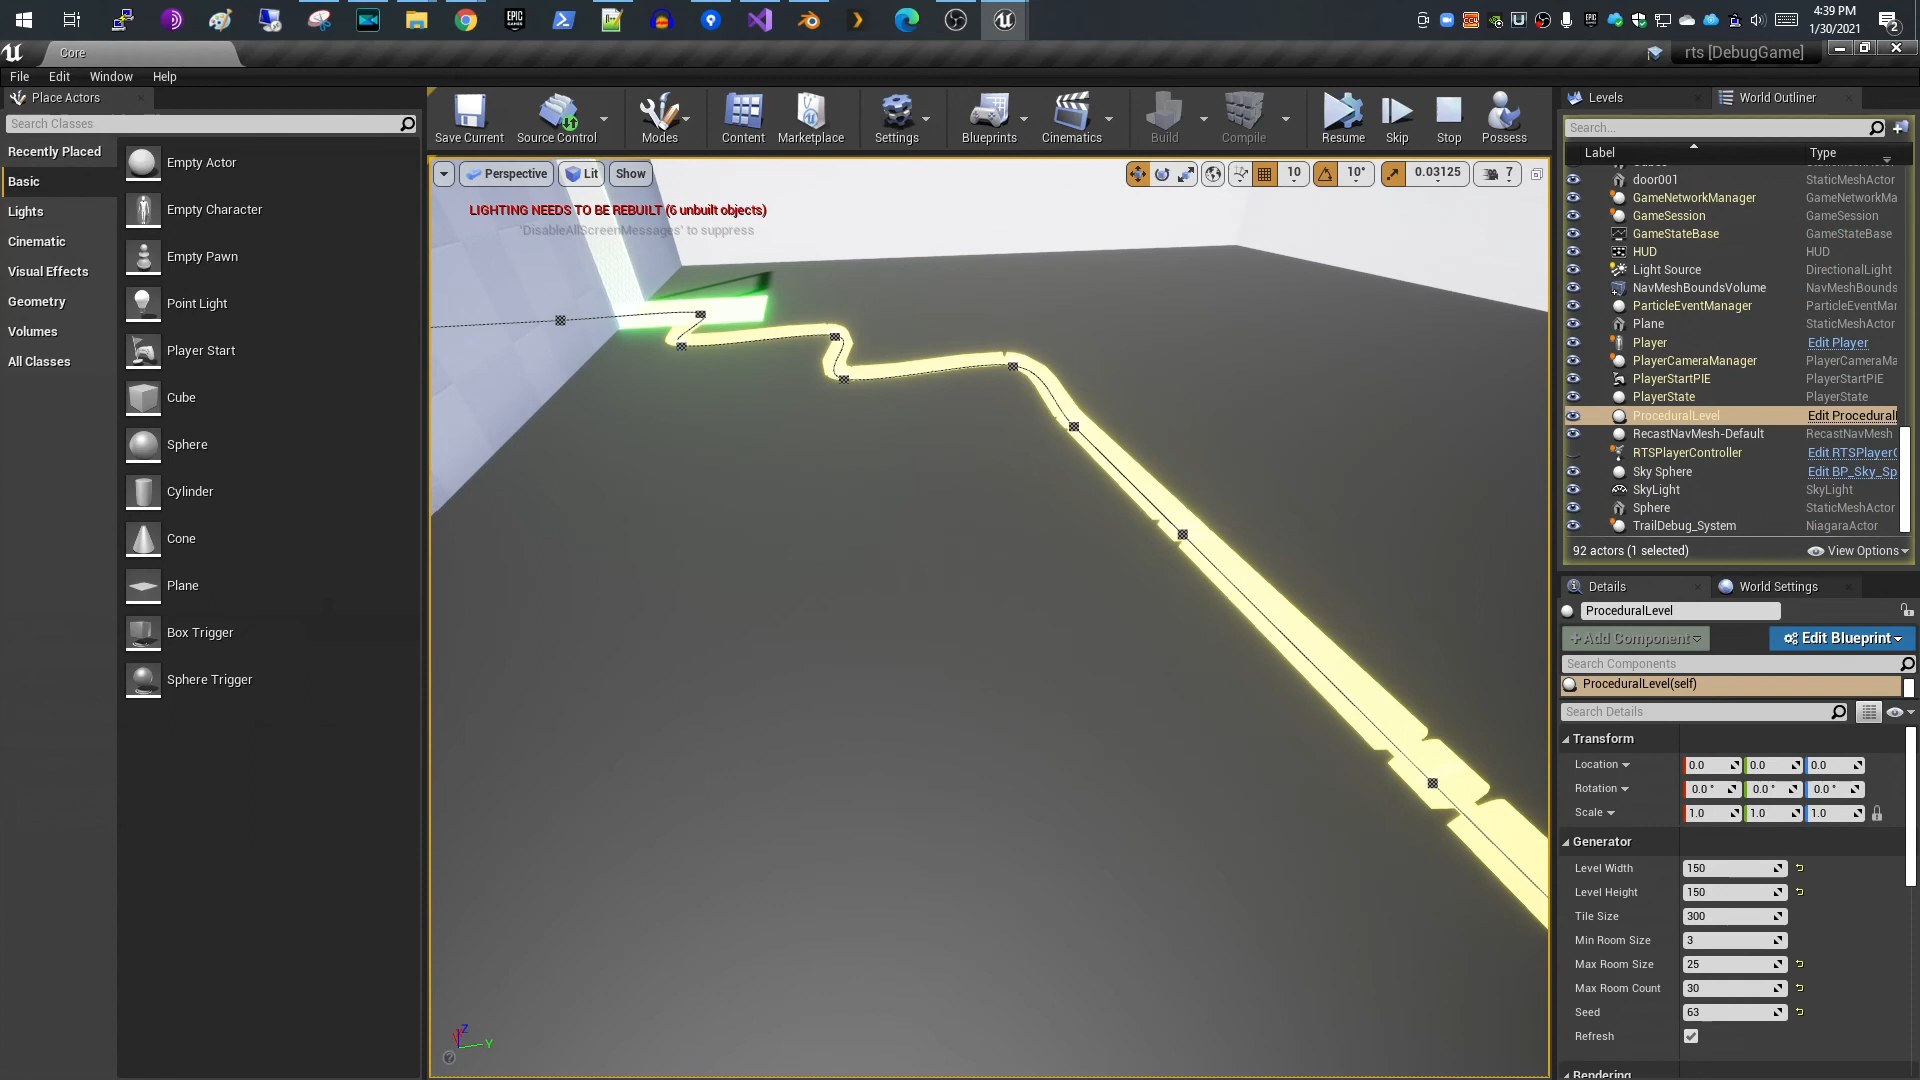 4:39 PM
1/30/2021
2
Core
rts [DebugGame]
File Edit Window Help
Place Actors
Search Classes
Recently Placed
Basic
Lights
Cinematic
Visual Effects
Geometry
Volumes
All Classes
Empty Actor
Empty Character
Empty Pawn
Point Light
Player Start
Cube
Sphere
Cylinder
Cone
Plane
Box Trigger
Sphere Trigger
Save Current
Source Control
Modes
Content
Marketplace
Settings
Blueprints
Cinematics
Build
Compile
Resume
Skip
Stop
Possess
Perspective
Lit
Show
10
10°
0.03125
7
LIGHTING NEEDS TO BE REBUILT (6 unbuilt objects)
'DisableAllScreenMessages' to suppress
Z
Y
Levels
World Outliner
Search...
Label Type
door001 StaticMeshActor
GameNetworkManager GameNetworkMa
GameSession GameSession
GameStateBase GameStateBase
HUD HUD
Light Source DirectionalLight
NavMeshBoundsVolume NavMeshBounds
ParticleEventManager ParticleEventMar
Plane StaticMeshActor
Player Edit Player
PlayerCameraManager PlayerCameraMa
PlayerStartPIE PlayerStartPIE
PlayerState PlayerState
ProceduralLevel Edit Procedural
RecastNavMesh-Default RecastNavMesh
RTSPlayerController Edit RTSPlayer
Sky Sphere Edit BP_Sky_Sp
SkyLight SkyLight
Sphere StaticMeshActor
TrailDebug_System NiagaraActor
92 actors (1 selected) View Options
Details
World Settings
ProceduralLevel
+Add Component Edit Blueprint
Search Components
ProceduralLevel(self)
Search Details
Transform
Location 0.0 0.0 0.0
Rotation 0.0 ° 0.0 ° 0.0 °
Scale 1.0 1.0 1.0
Generator
Level Width 150
Level Height 150
Tile Size 300
Min Room Size 3
Max Room Size 25
Max Room Count 30
Seed 63
Refresh
Rendering